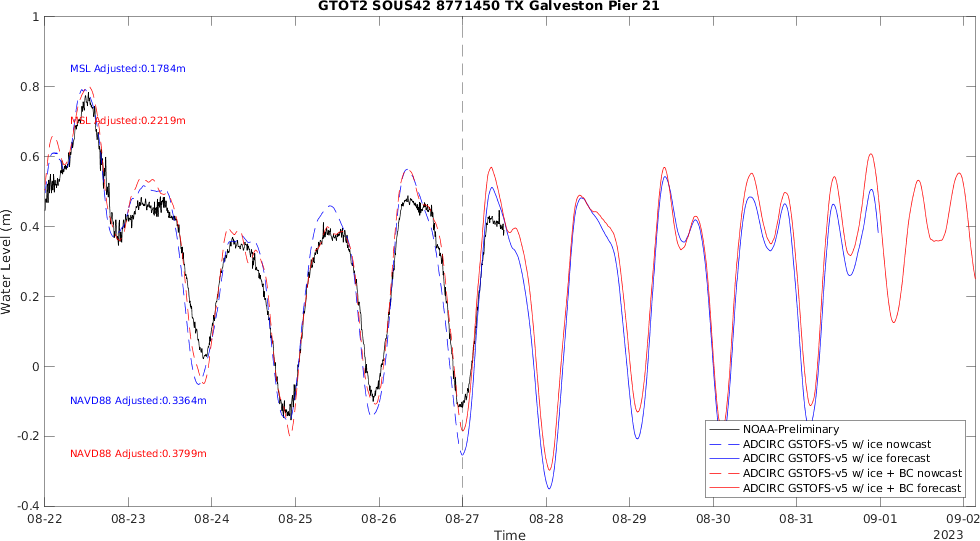 GTOT2 SOUS42 8771450 TX Galveston Pier 21
1
0.8
0.6
0.4
0.2
0
-0.2
-0.4
Water Level (m)
MSL Adjusted:0.1784m
MSL Adjusted:0.2219m
NAVD88 Adjusted:0.3364m
NAVD88 Adjusted:0.3799m
NOAA-Preliminary
ADCIRC GSTOFS-v5 w/ ice nowcast
ADCIRC GSTOFS-v5 w/ ice forecast
ADCIRC GSTOFS-v5 w/ ice + BC nowcast
ADCIRC GSTOFS-v5 w/ ice + BC forecast
08-22 08-23 08-24 08-25 08-26 08-27 08-28 08-29 08-30 08-31 09-01 09-02
Time
2023